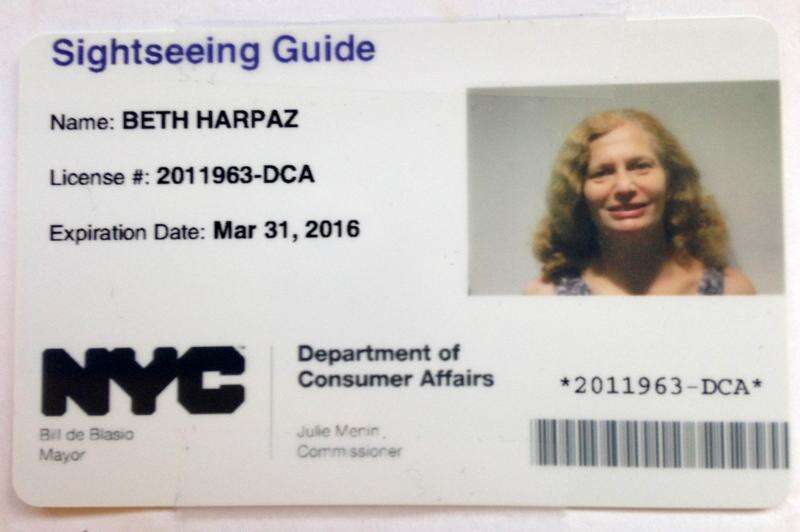 Sightseeing Guide
Name: BETH HARPAZ
License #: 2011963-DCA
Expiration Date: Mar 31, 2016
NYC
Bill de Blasio
Mayor
Department of
Consumer Affairs
Julie Menin
Commissioner
*2011963-DCA*